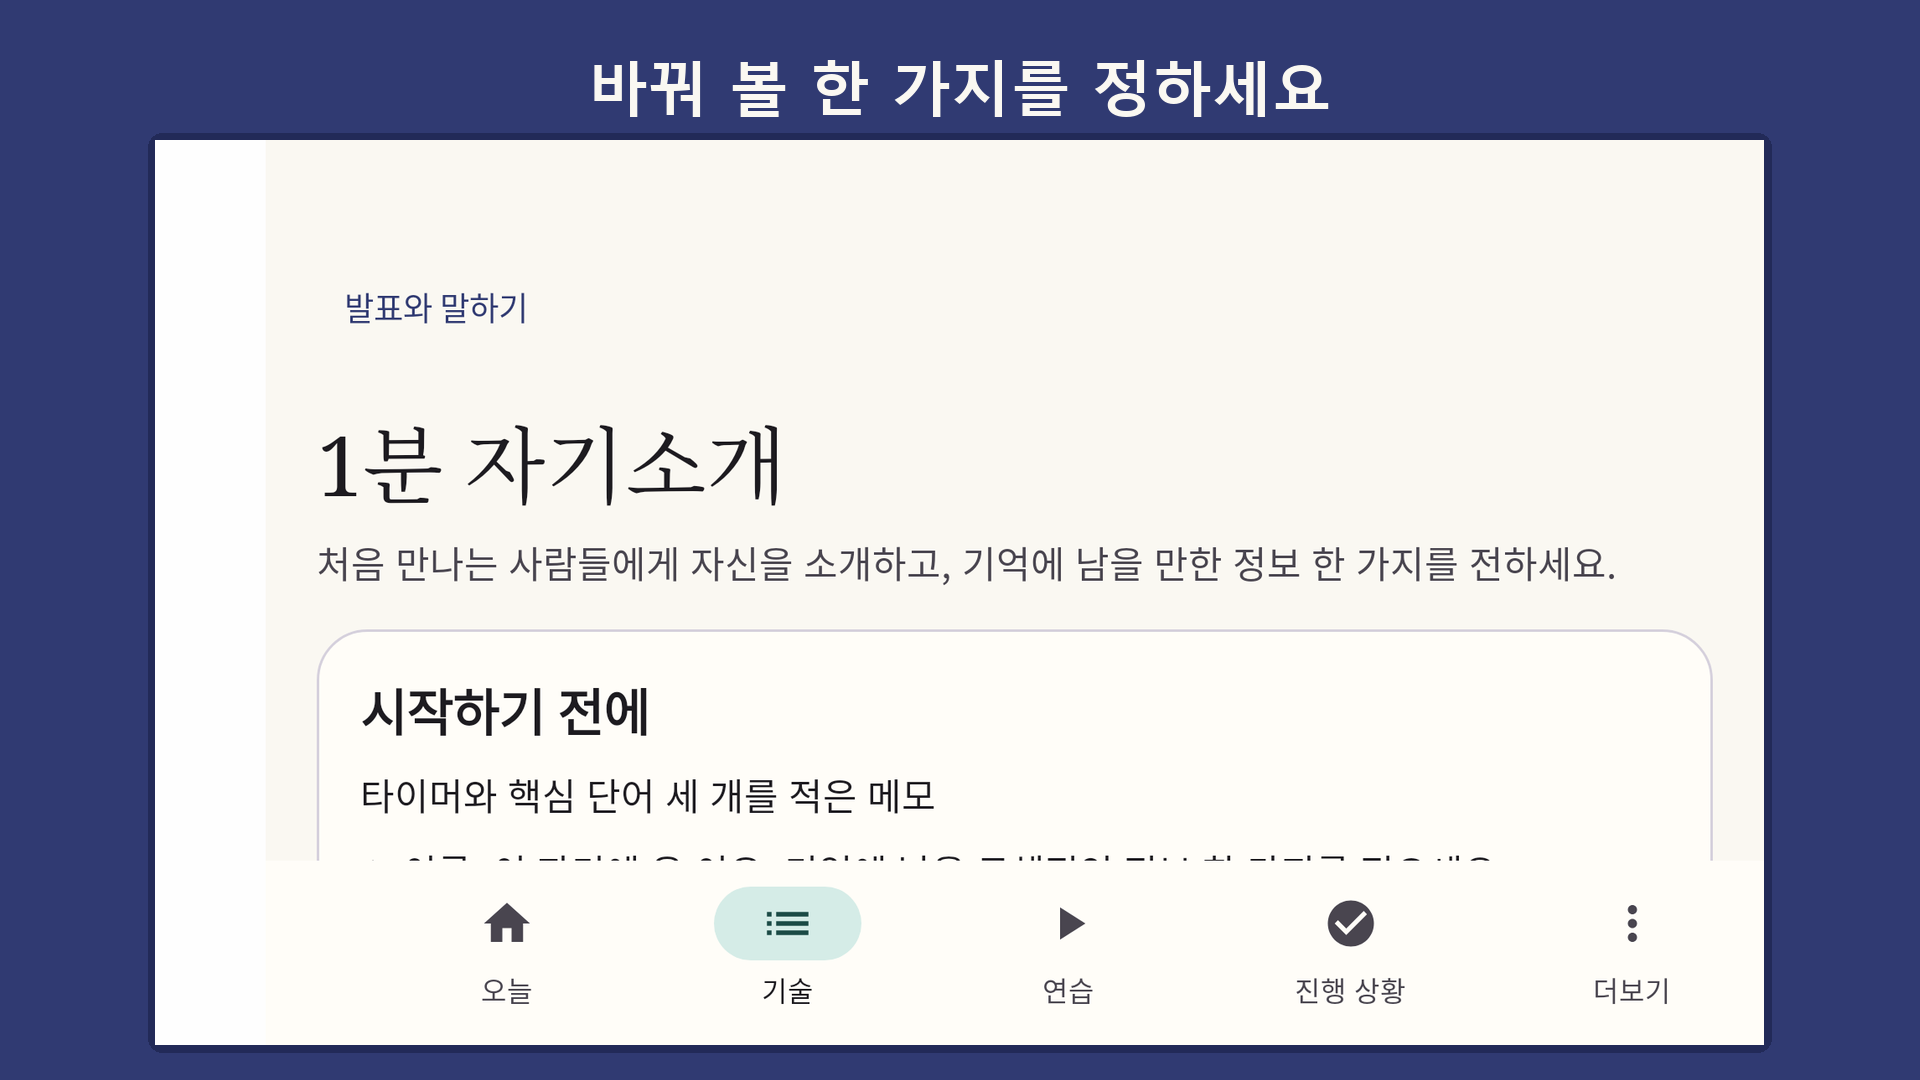 바꿔 볼 한 가지를 정하세요
발표와 말하기
1분 자기소개
처음 만나는 사람들에게 자신을 소개하고, 기억에 남을 만한 정보 한 가지를 전하세요.
시작하기 전에
타이머와 핵심 단어 세 개를 적은 메모
오늘
기술
연습
진행 상황
더보기